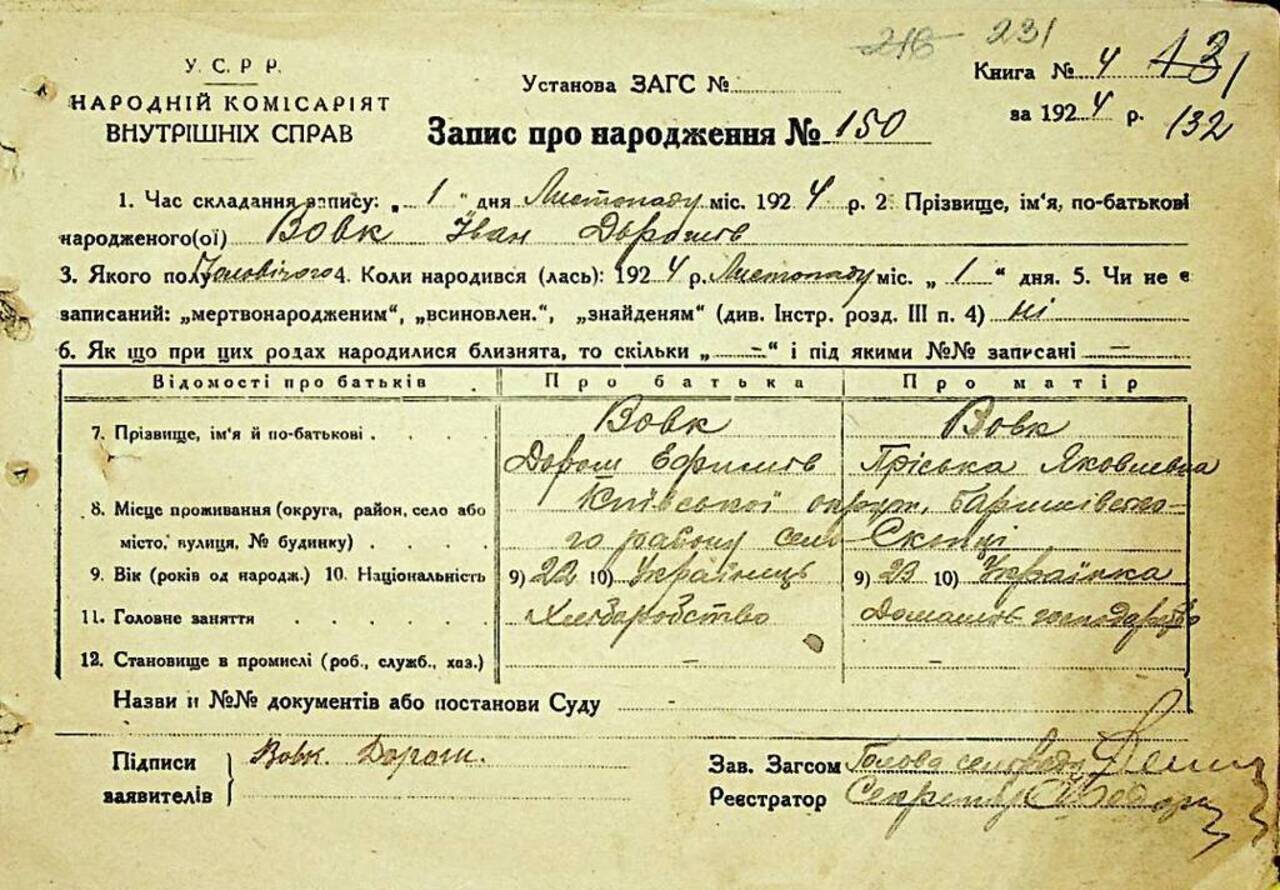 216 231
У. С. Р. Р.
НАРОДНІЙ КОМІСАРІЯТ
ВНУТРІШНІХ СПРАВ
Установа ЗАГС №
Книга № 4 131
за 1924 р. 132
Запис про народження № 150
1. Час складання запису: „ 1 “ дня Листопаду міс. 1924 р. 2. Прізвище, ім'я, по-батькові
народженого(ої) Вовк Іван
3. Якого полу Чоловічого 4. Коли народився (лась): 1924 р. Листопаду міс. „ 1 “ дня. 5. Чи не є
записаний: „мертвонародженим“, „всиновлен.“, „знайденям“ (див. Інстр. розд. III п. 4) ні
6. Як що при цих родах народилися близнята, то скільки „ — “ і під якими №№ записані —
Відомості про батьків Про батька Про матір
7. Прізвище, ім'я й по-батькові . . . . Вовк Вовк
Дорош Пріська Яковлевна
8. Місце проживання (округа, район, село або Київської округ.
місто, вулиця, № будинку) . . . . го району село Скопці
9. Вік (років од народж.) 10. Національність 9) 22 10) Українець 9) 23 10) Українка
11. Головне заняття . . . . . . Хліборобство господарство
12. Становище в промислі (роб., служб., хаз.) – –
Назви й №№ документів або постанови Суду -
Підписи заявителів } Вовк Дорош.
Зав. Загсом Голова сельради
Реєстратор Секретар